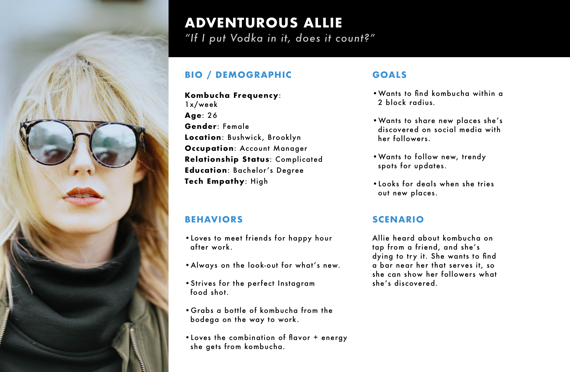 ADVENTUROUS ALLIE
"If I put Vodka in it, does it count?"
BIO / DEMOGRAPHIC
Kombucha Frequency:
1x/week
Age: 26
Gender: Female
Location: Bushwick, Brooklyn
Occupation: Account Manager
Relationship Status: Complicated
Education: Bachelor's Degree
Tech Empathy: High
GOALS
•Wants to find kombucha within a
2 block radius.
•Wants to share new places she's
discovered on social media with
her followers.
•Wants to follow new, trendy
spots for updates.
•Looks for deals when she tries
out new places.
BEHAVIORS
•Loves to meet friends for happy hour
after work.
•Always on the look-out for what's new.
•Strives for the perfect Instagram
food shot.
•Grabs a bottle of kombucha from the
bodega on the way to work.
•Loves the combination of flavor + energy
she gets from kombucha.
SCENARIO
Allie heard about kombucha on
tap from a friend, and she's
dying to try it. She wants to find
a bar near her that serves it, so
she can show her followers what
she's discovered.